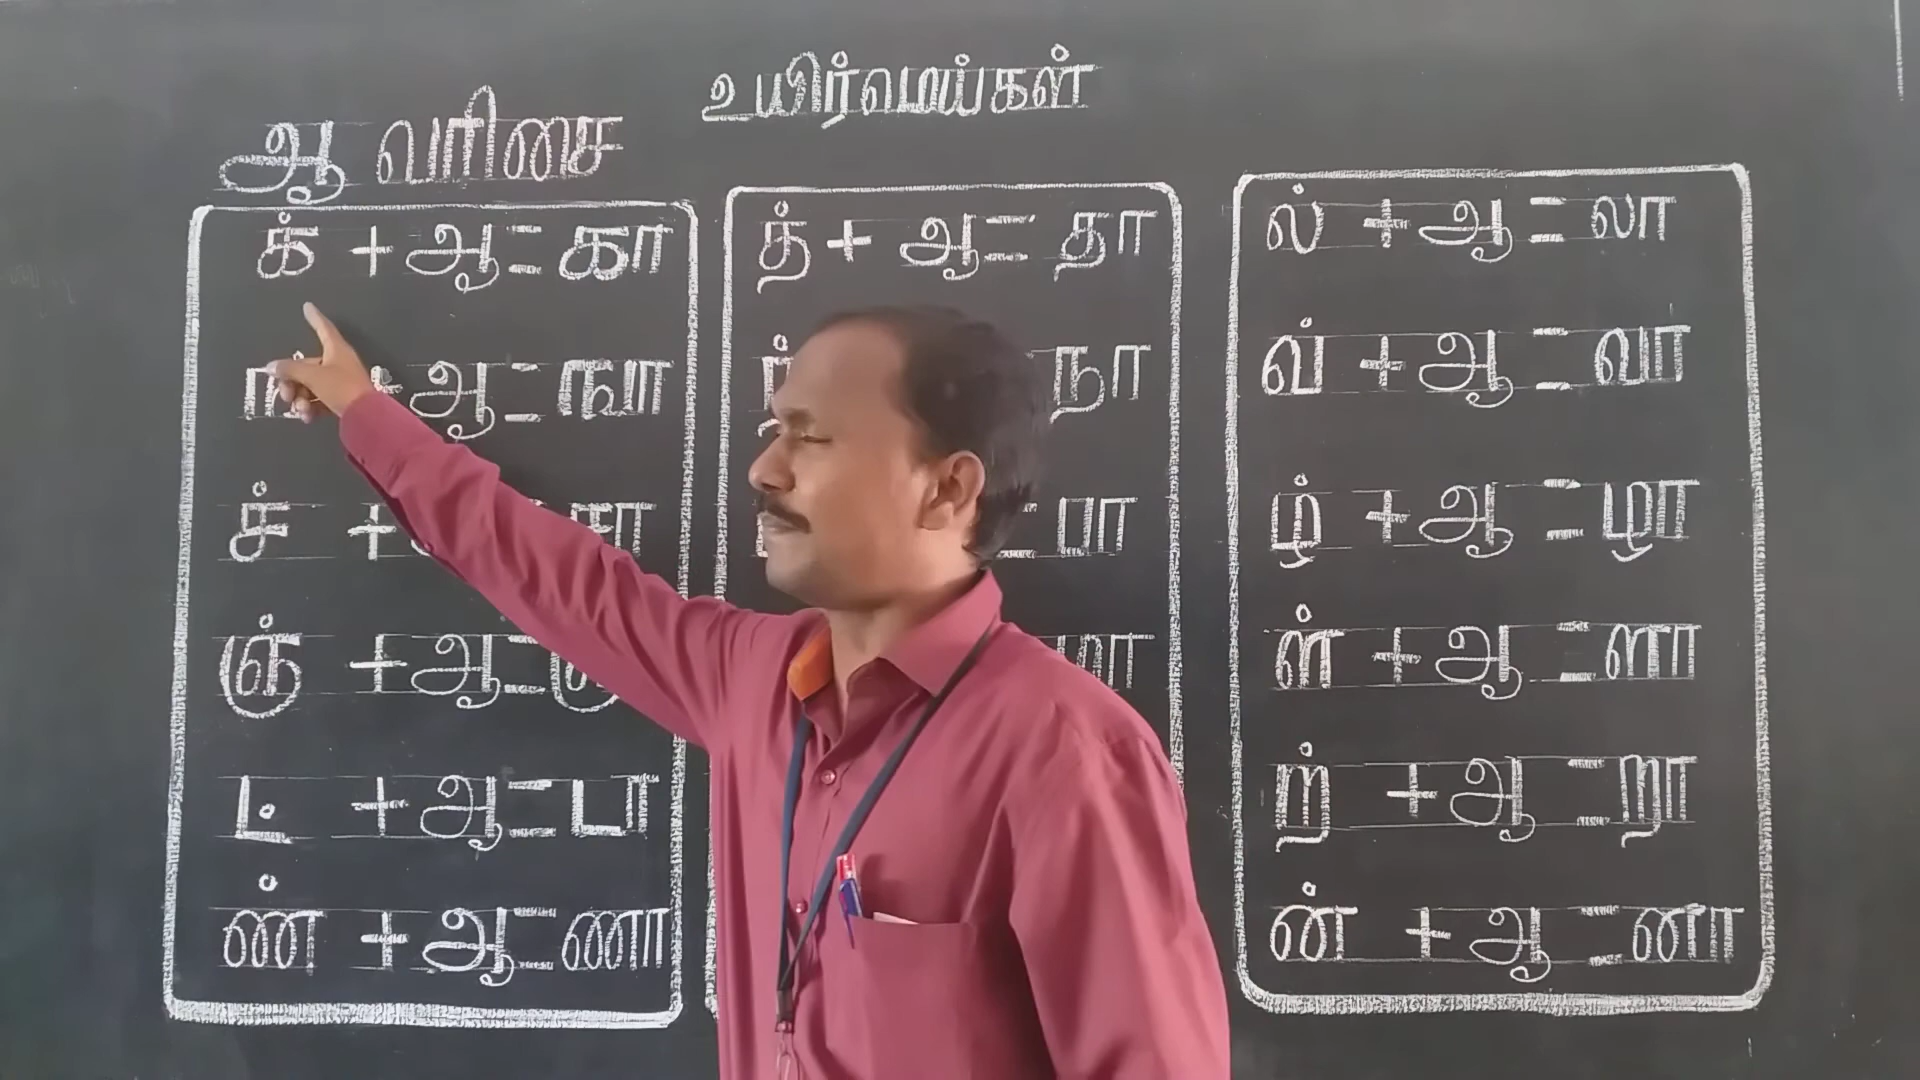 உயிர்மெய்கள்
ஆ வரிசை
க் + ஆ = கா
ங் + ஆ = ஙா
ச் + சா
ஞ் + ஆ =
ட் + ஆ = டா
ண் + ஆ = ணா
த் + ஆ = தா
நா
பா
மா
ல் + ஆ = லா
வ் + ஆ = வா
ழ் + ஆ = ழா
ள் + ஆ = ளா
ற் + ஆ = றா
ன் + ஆ = னா